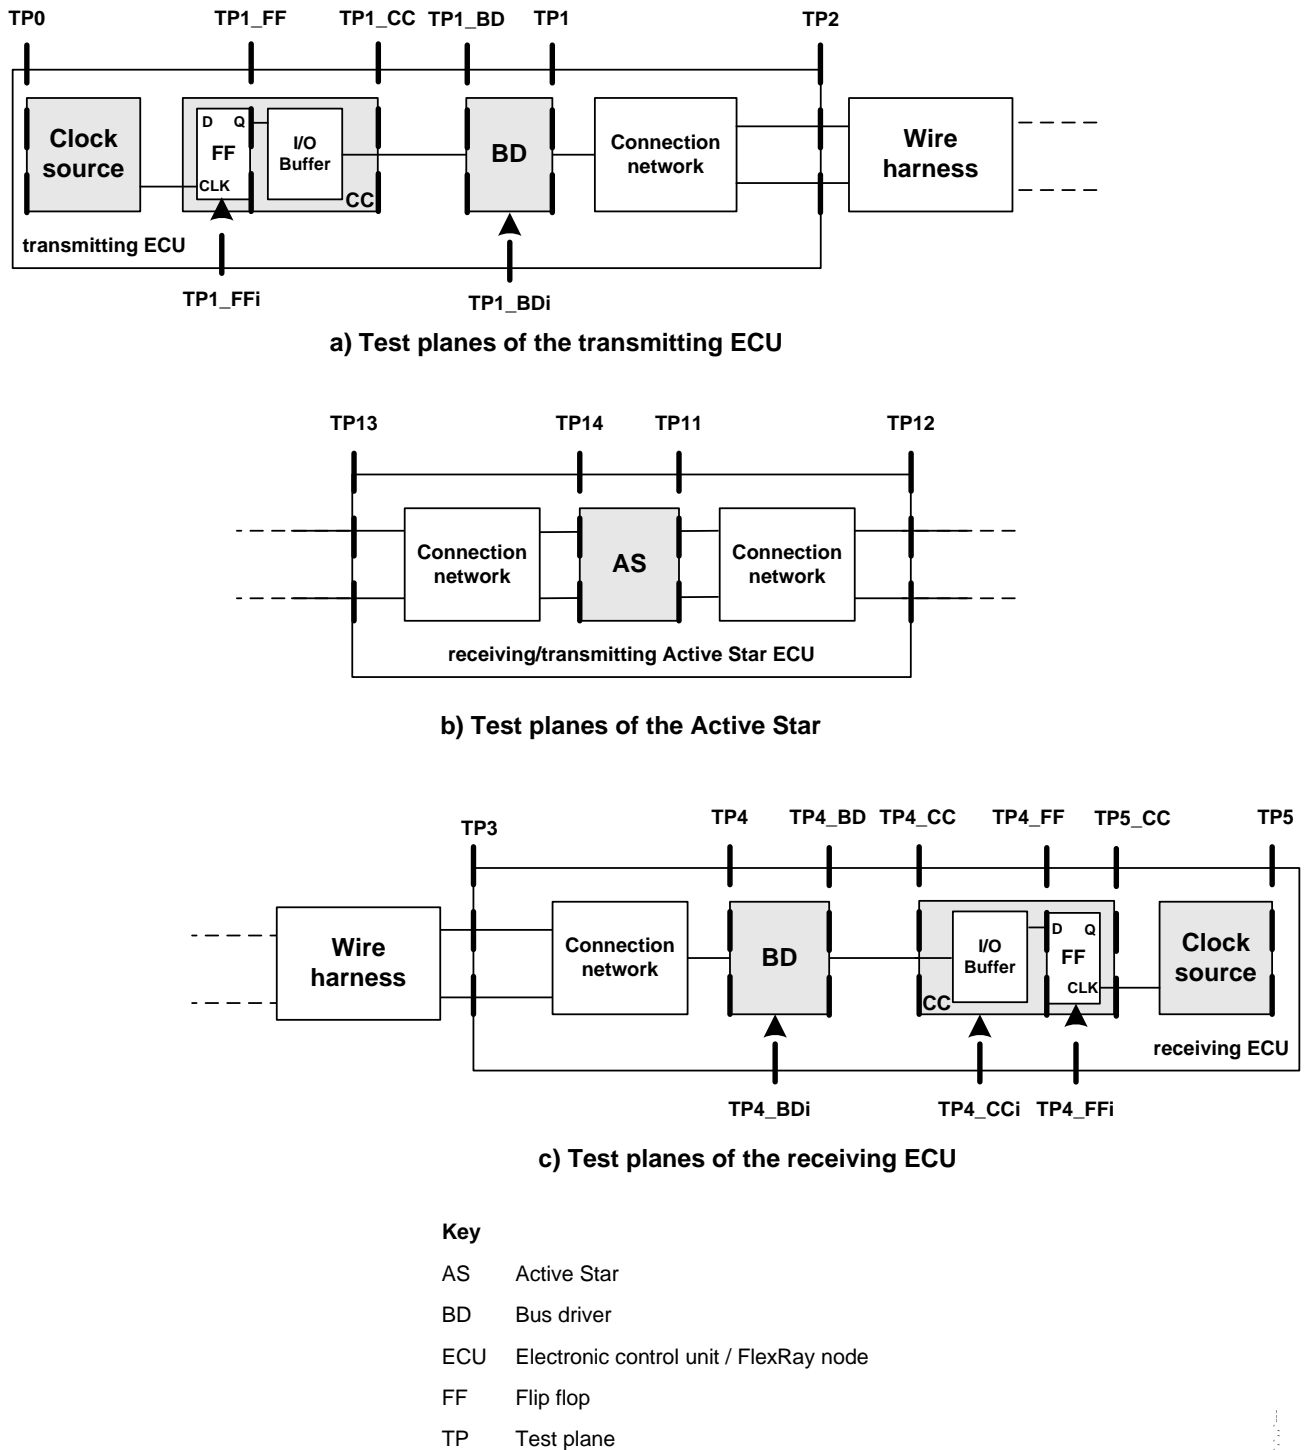 TP0 TP1_FF TP1_CC TP1_BD TP1 TP2
Clock
source
D Q
FF
CLK
I/O
Buffer
CC
BD
Connection
network
Wire
harness
transmitting ECU
TP1_FFi TP1_BDi
a) Test planes of the transmitting ECU
TP13 TP14 TP11 TP12
Connection
network
AS
Connection
network
receiving/transmitting Active Star ECU
b) Test planes of the Active Star
TP3 TP4 TP4_BD TP4_CC TP4_FF TP5_CC TP5
Wire
harness
Connection
network
BD
I/O
Buffer
CC
D Q
FF
CLK
Clock
source
receiving ECU
TP4_BDi TP4_CCi TP4_FFi
c) Test planes of the receiving ECU
Key
AS Active Star
BD Bus driver
ECU Electronic control unit / FlexRay node
FF Flip flop
TP Test plane